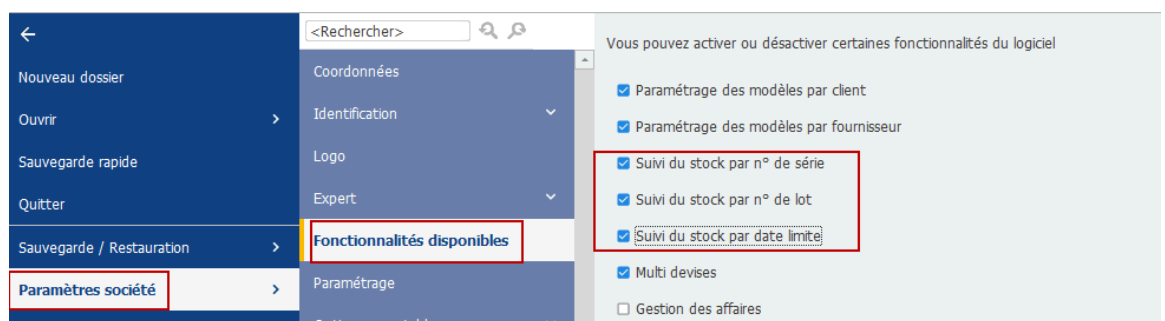 Nouveau dossier
Ouvrir
Sauvegarde rapide
Quitter
Sauvegarde / Restauration
Paramètres société
<Rechercher>
Coordonnées
Identification
Logo
Expert
Fonctionnalités disponibles
Paramétrage
Vous pouvez activer ou désactiver certaines fonctionnalités du logiciel
Paramétrage des modèles par client
Paramétrage des modèles par fournisseur
Suivi du stock par n° de série
Suivi du stock par n° de lot
Suivi du stock par date limite
Multi devises
Gestion des affaires